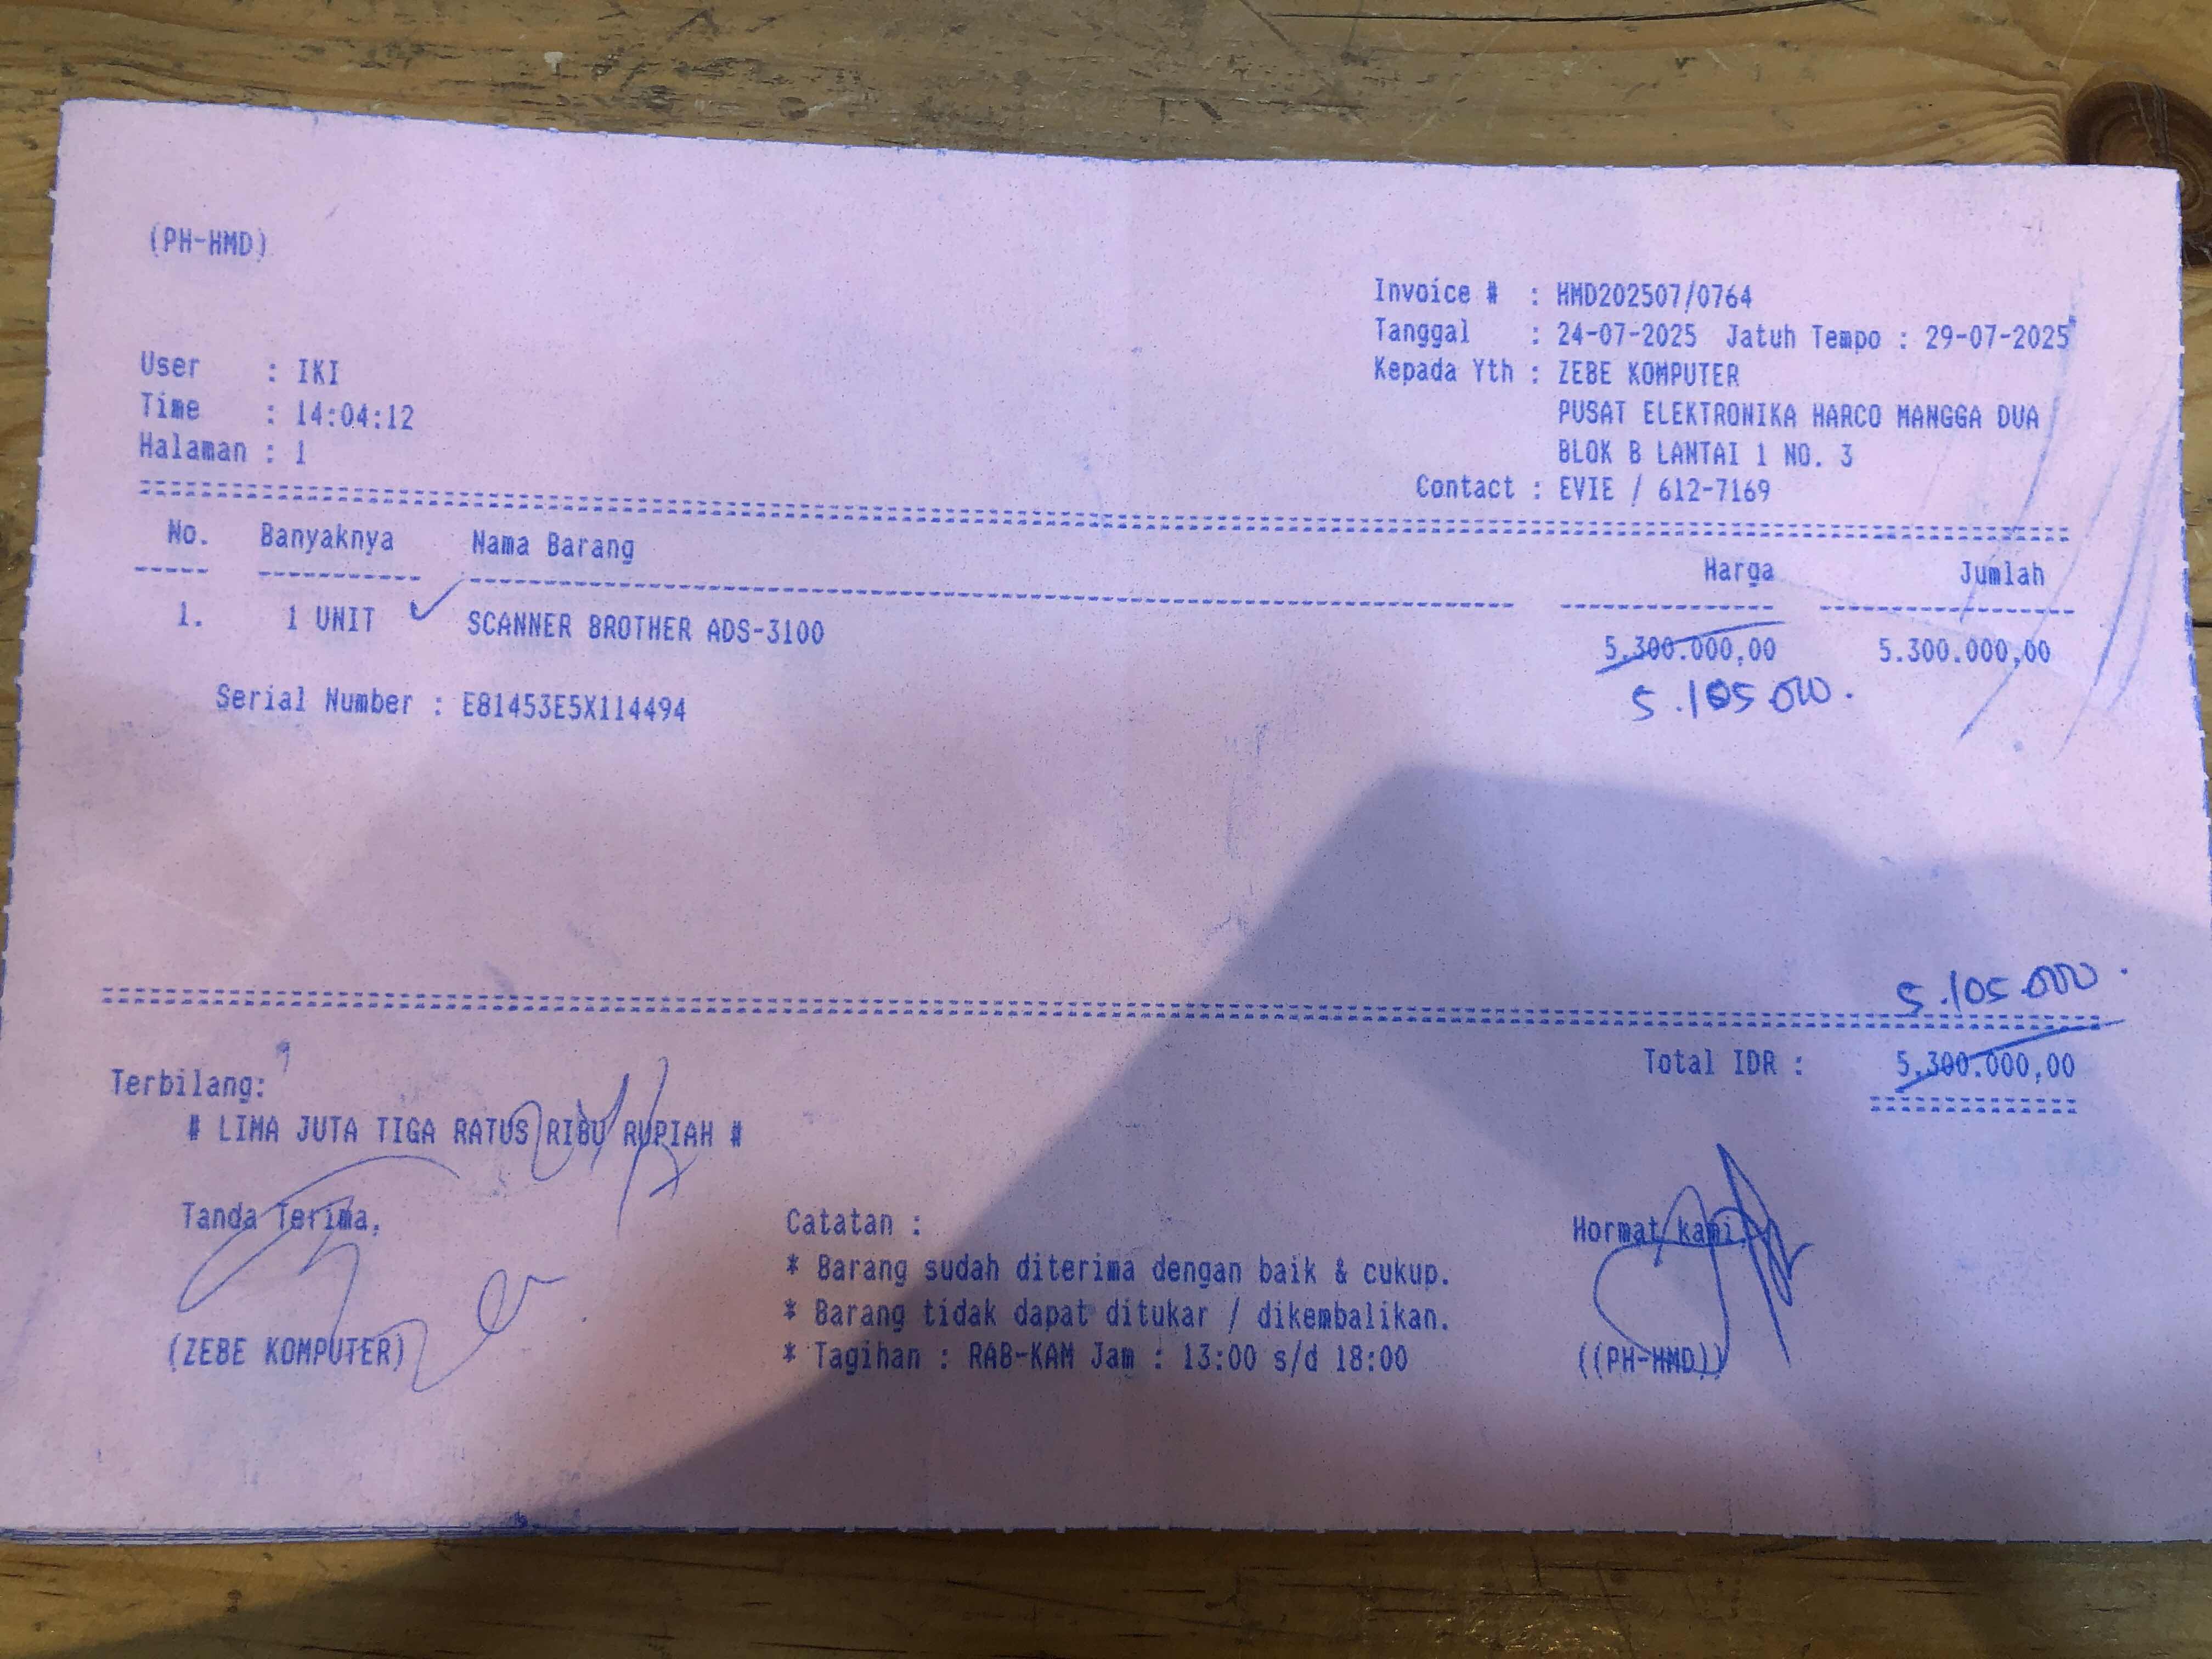 (PH-HMD)
Invoice # : HMD202507/0764
Tanggal : 24-07-2025 Jatuh Tempo : 29-07-2025
Kepada Yth : ZEBE KOMPUTER
PUSAT ELEKTRONIKA HARCO MANGGA DUA
BLOK B LANTAI 1 NO. 3
Contact : EVIE / 612-7169
User : IKI
Time : 14:04:12
Halaman : 1
No. Banyaknya Nama Barang Harga Jumlah
1. 1 UNIT SCANNER BROTHER ADS-3100 5.300.000,00 5.300.000,00
5.105.000.
Serial Number : E81453E5X114494
5.105.000.
Total IDR : 5.300.000,00
Terbilang:
# LIMA JUTA TIGA RATUS RIBU RUPIAH #
Tanda Terima,
(ZEBE KOMPUTER)
Catatan :
* Barang sudah diterima dengan baik & cukup.
* Barang tidak dapat ditukar / dikembalikan.
* Tagihan : RAB-KAM Jam : 13:00 s/d 18:00
Hormat kami,
((PH-HMD))